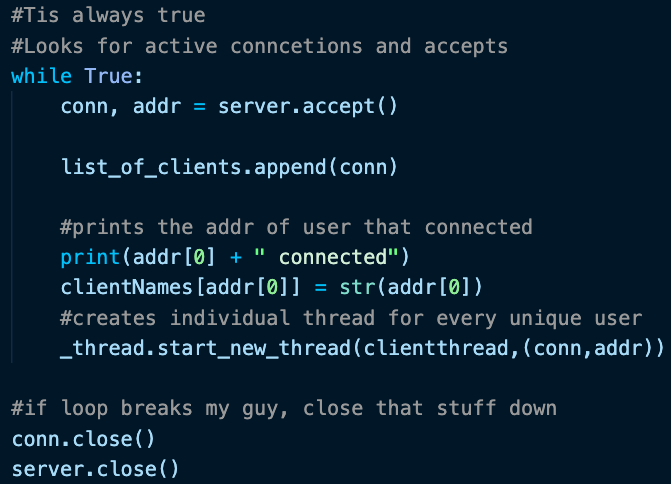 #Tis always true
#Looks for active conncetions and accepts
while True:
    conn, addr = server.accept()
    list_of_clients.append(conn)
    #prints the addr of user that connected
    print(addr[0] + " connected")
    clientNames[addr[0]] = str(addr[0])
    #creates individual thread for every unique user
    _thread.start_new_thread(clientthread,(conn,addr))
#if loop breaks my guy, close that stuff down
conn.close()
server.close()